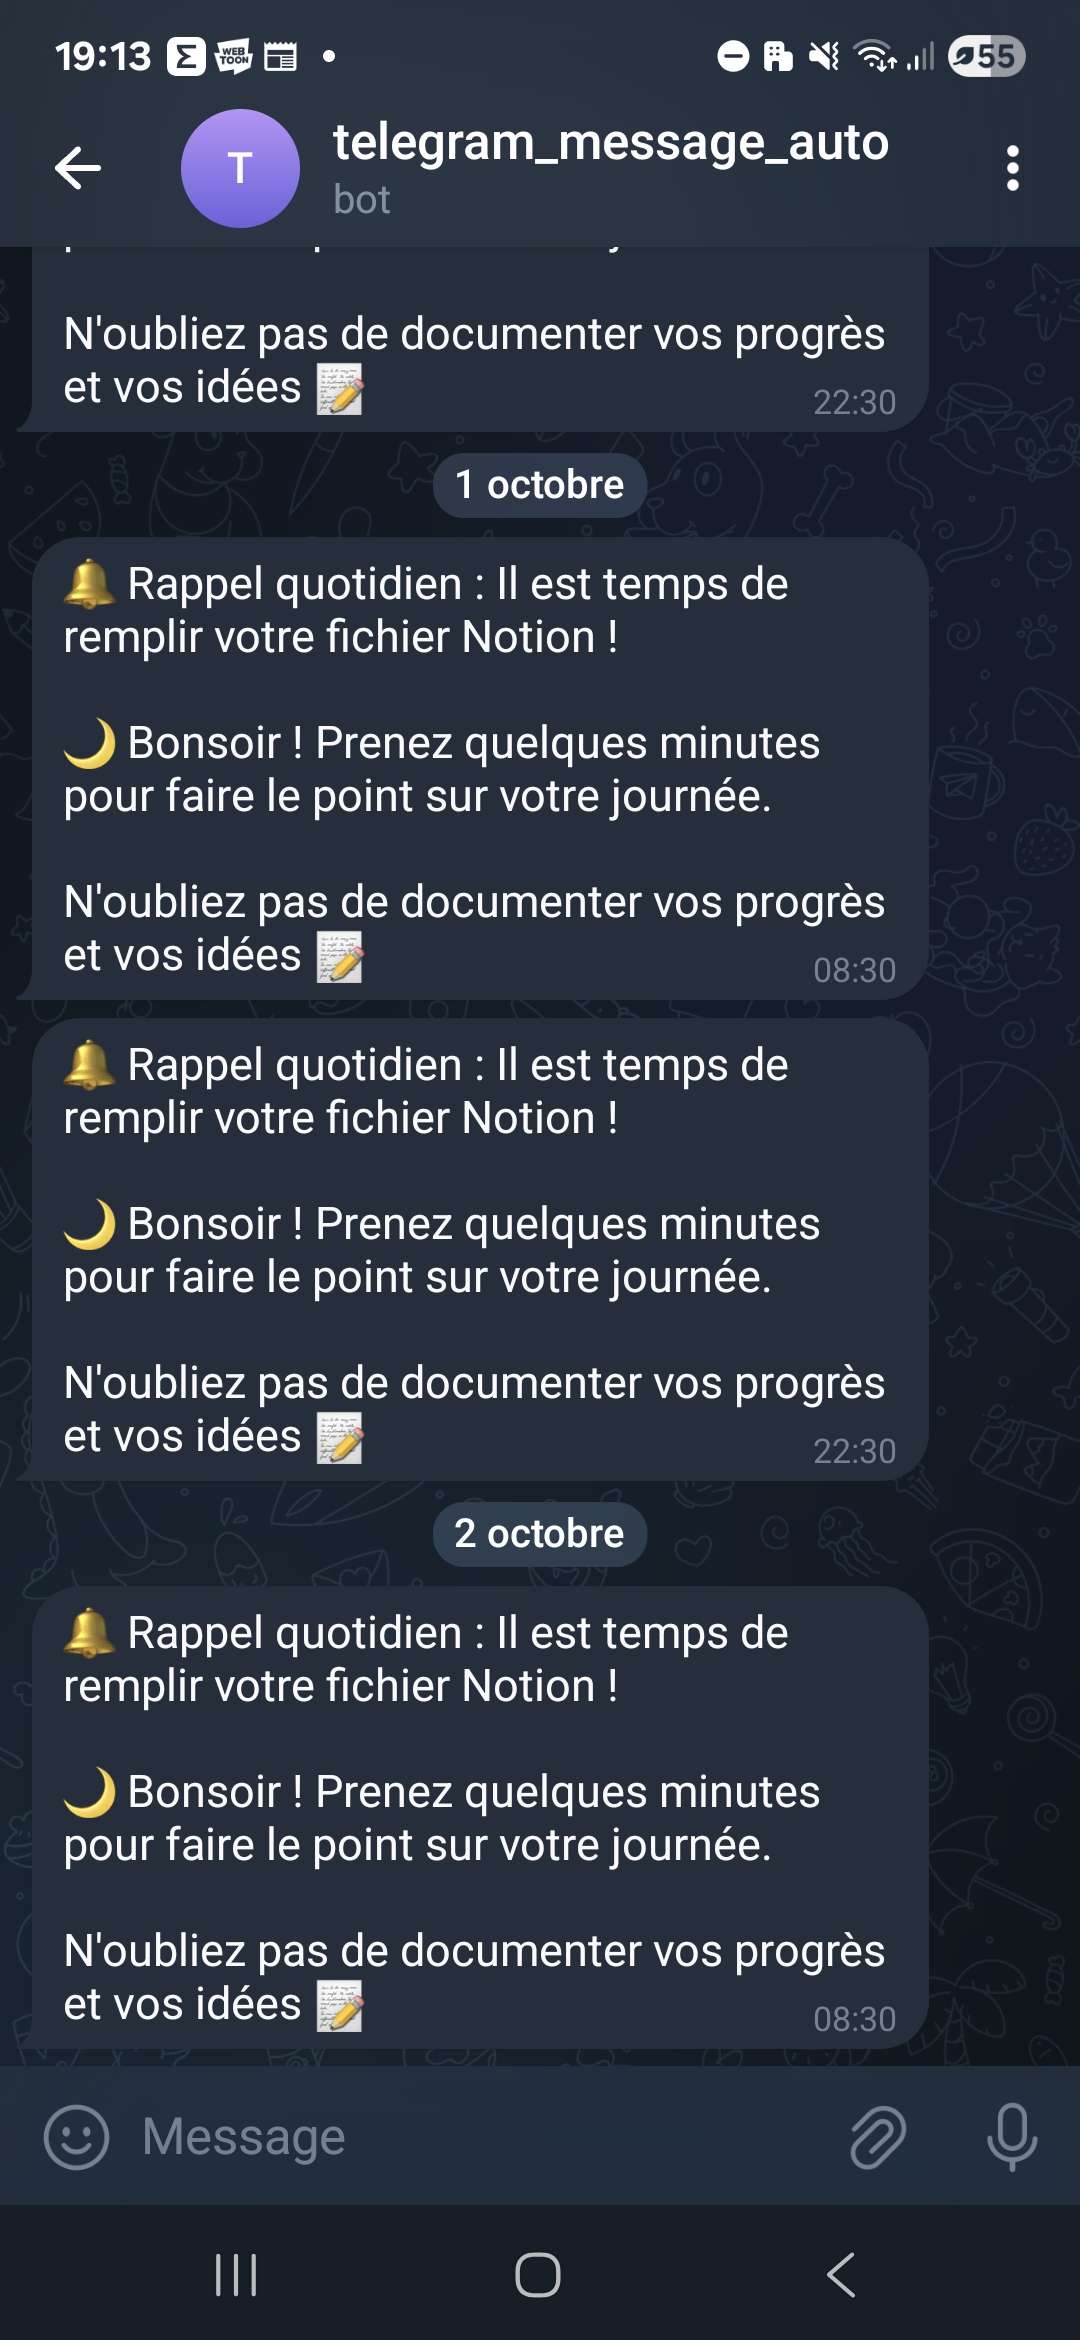 19:13
WEB
TOON
55
T
telegram_message_auto
bot
N'oubliez pas de documenter vos progrès
et vos idées 📝
22:30
1 octobre
🔔 Rappel quotidien : Il est temps de
remplir votre fichier Notion !
🌙 Bonsoir ! Prenez quelques minutes
pour faire le point sur votre journée.
N'oubliez pas de documenter vos progrès
et vos idées 📝
08:30
🔔 Rappel quotidien : Il est temps de
remplir votre fichier Notion !
🌙 Bonsoir ! Prenez quelques minutes
pour faire le point sur votre journée.
N'oubliez pas de documenter vos progrès
et vos idées 📝
22:30
2 octobre
🔔 Rappel quotidien : Il est temps de
remplir votre fichier Notion !
🌙 Bonsoir ! Prenez quelques minutes
pour faire le point sur votre journée.
N'oubliez pas de documenter vos progrès
et vos idées 📝
08:30
Message